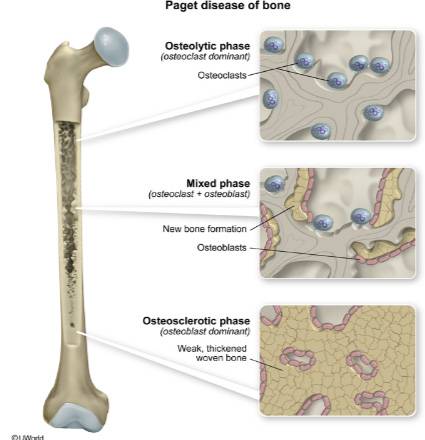 Paget disease of bone
Osteolytic phase
(osteoclast dominant)
Osteoclasts
Mixed phase
(osteoclast + osteoblast)
New bone formation
Osteoblasts
Osteosclerotic phase
(osteoblast dominant)
Weak, thickened
woven bone
©UWorld